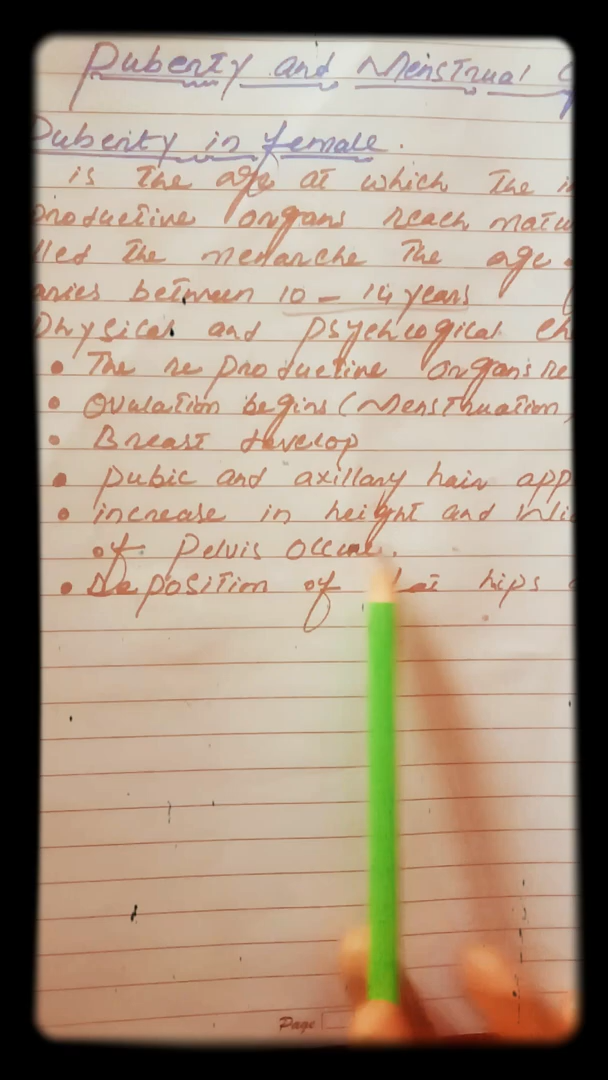 Puberty and Menstrual C
Puberty in female.
is the age at which the in
productive organs reach matu
lled the menarche The age
aries between 10 - 14 years
Physical and psychological ch
• The reproductive organs re
• Ovulation begins (Menstruation
• Breast develop
• Pubic and axillary hair app
• increase in height and
of Pelvis occure.
• Deposition of hips
Page